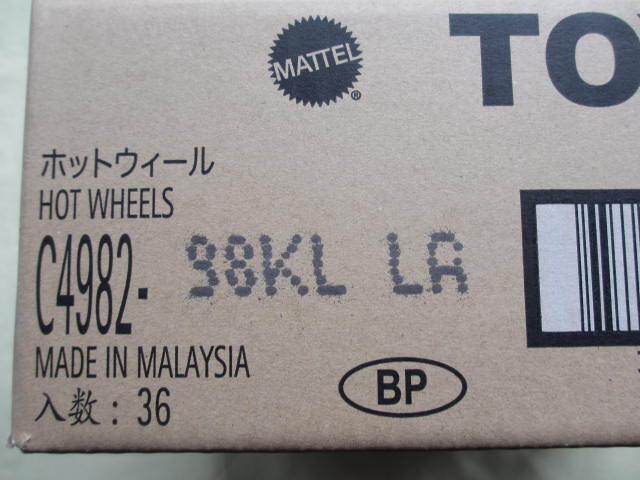 MATTEL ®
TO
ホットウィール
HOT WHEELS
C4982- 98KL LA
MADE IN MALAYSIA
BP
入数 : 36